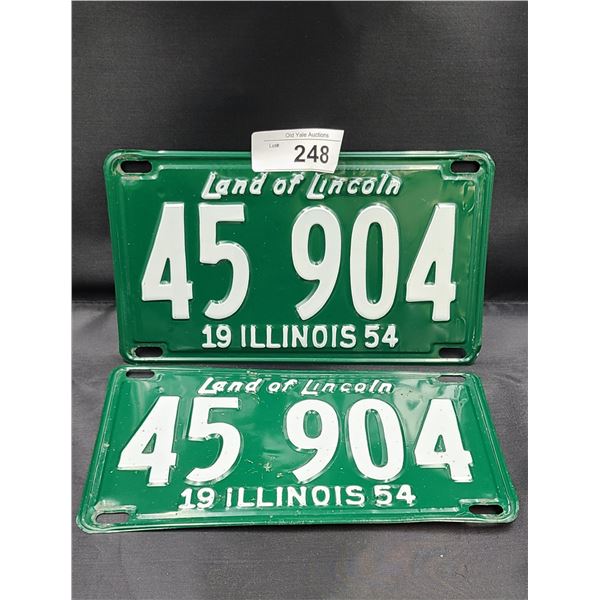 Old Yale Auctions
Lot#
248
Land of Lincoln
45 904
19 ILLINOIS 54
Land of Lincoln
45 904
19 ILLINOIS 54